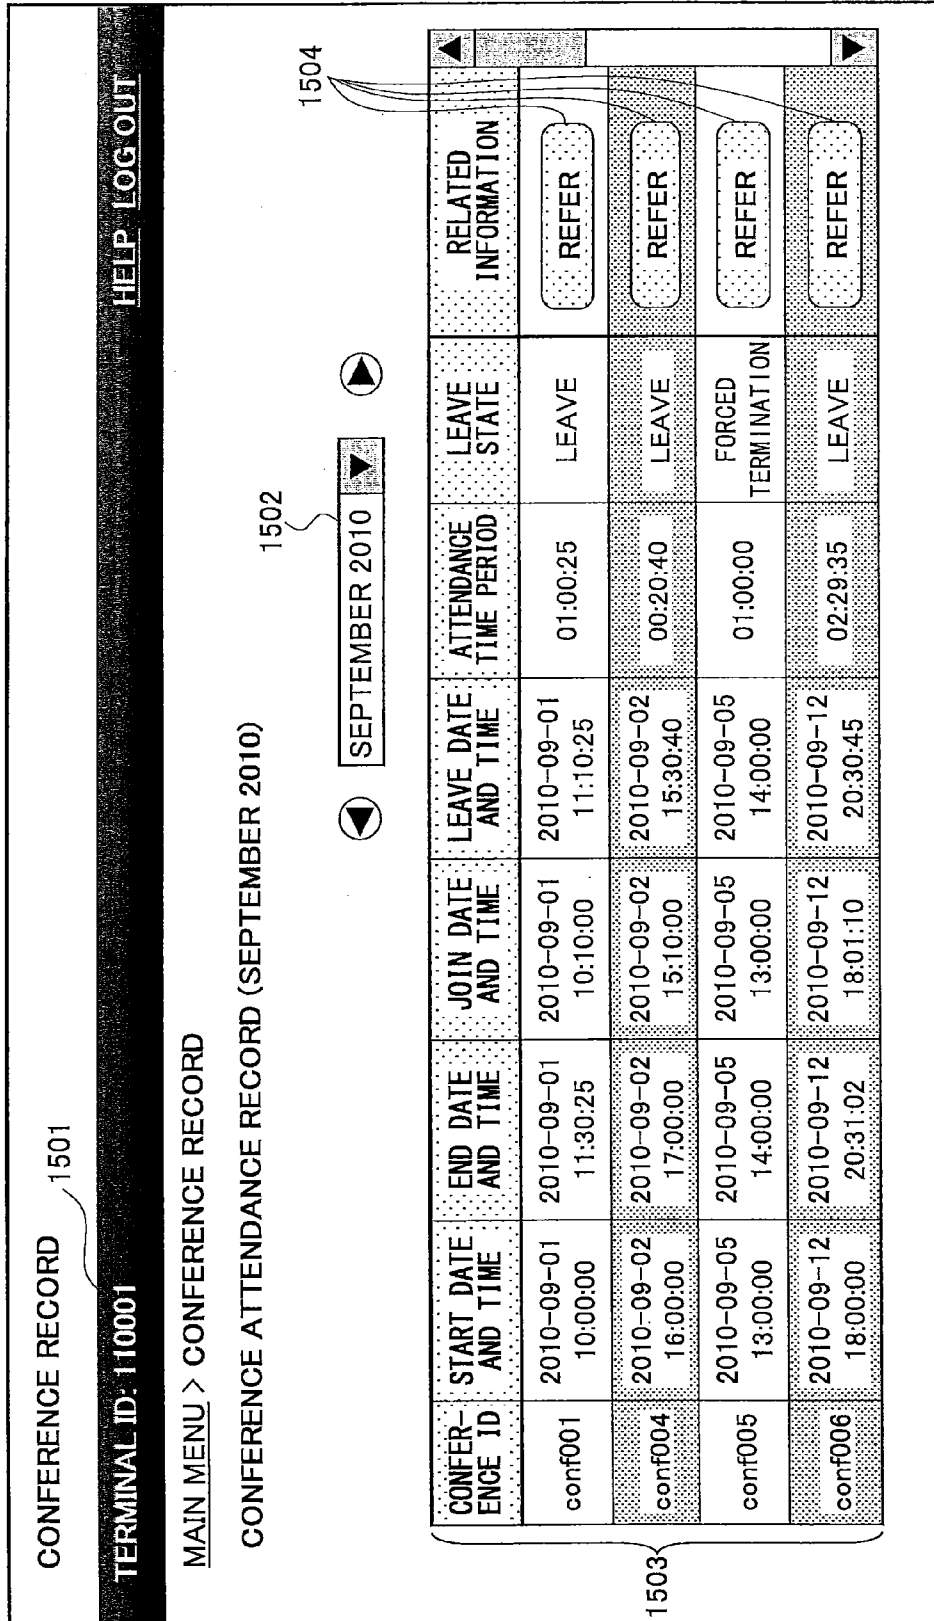 CONFERENCE RECORD
1501
TERMINAL ID: 110001 HELP LOG OUT
MAIN MENU > CONFERENCE RECORD
CONFERENCE ATTENDANCE RECORD (SEPTEMBER 2010)
1502
SEPTEMBER 2010
1504
CONFER-
ENCE ID
START DATE
AND TIME
END DATE
AND TIME
JOIN DATE
AND TIME
LEAVE DATE
AND TIME
ATTENDANCE
TIME PERIOD
LEAVE
STATE
RELATED
INFORMATION
conf001
2010-09-01
10:00:00
2010-09-01
11:30:25
2010-09-01
10:10:00
2010-09-01
11:10:25
01:00:25
LEAVE
REFER
conf004
2010-09-02
16:00:00
2010-09-02
17:00:00
2010-09-02
15:10:00
2010-09-02
15:30:40
00:20:40
LEAVE
REFER
conf005
2010-09-05
13:00:00
2010-09-05
14:00:00
2010-09-05
13:00:00
2010-09-05
14:00:00
01:00:00
FORCED
TERMINATION
REFER
conf006
2010-09-12
18:00:00
2010-09-12
20:31:02
2010-09-12
18:01:10
2010-09-12
20:30:45
02:29:35
LEAVE
REFER
1503